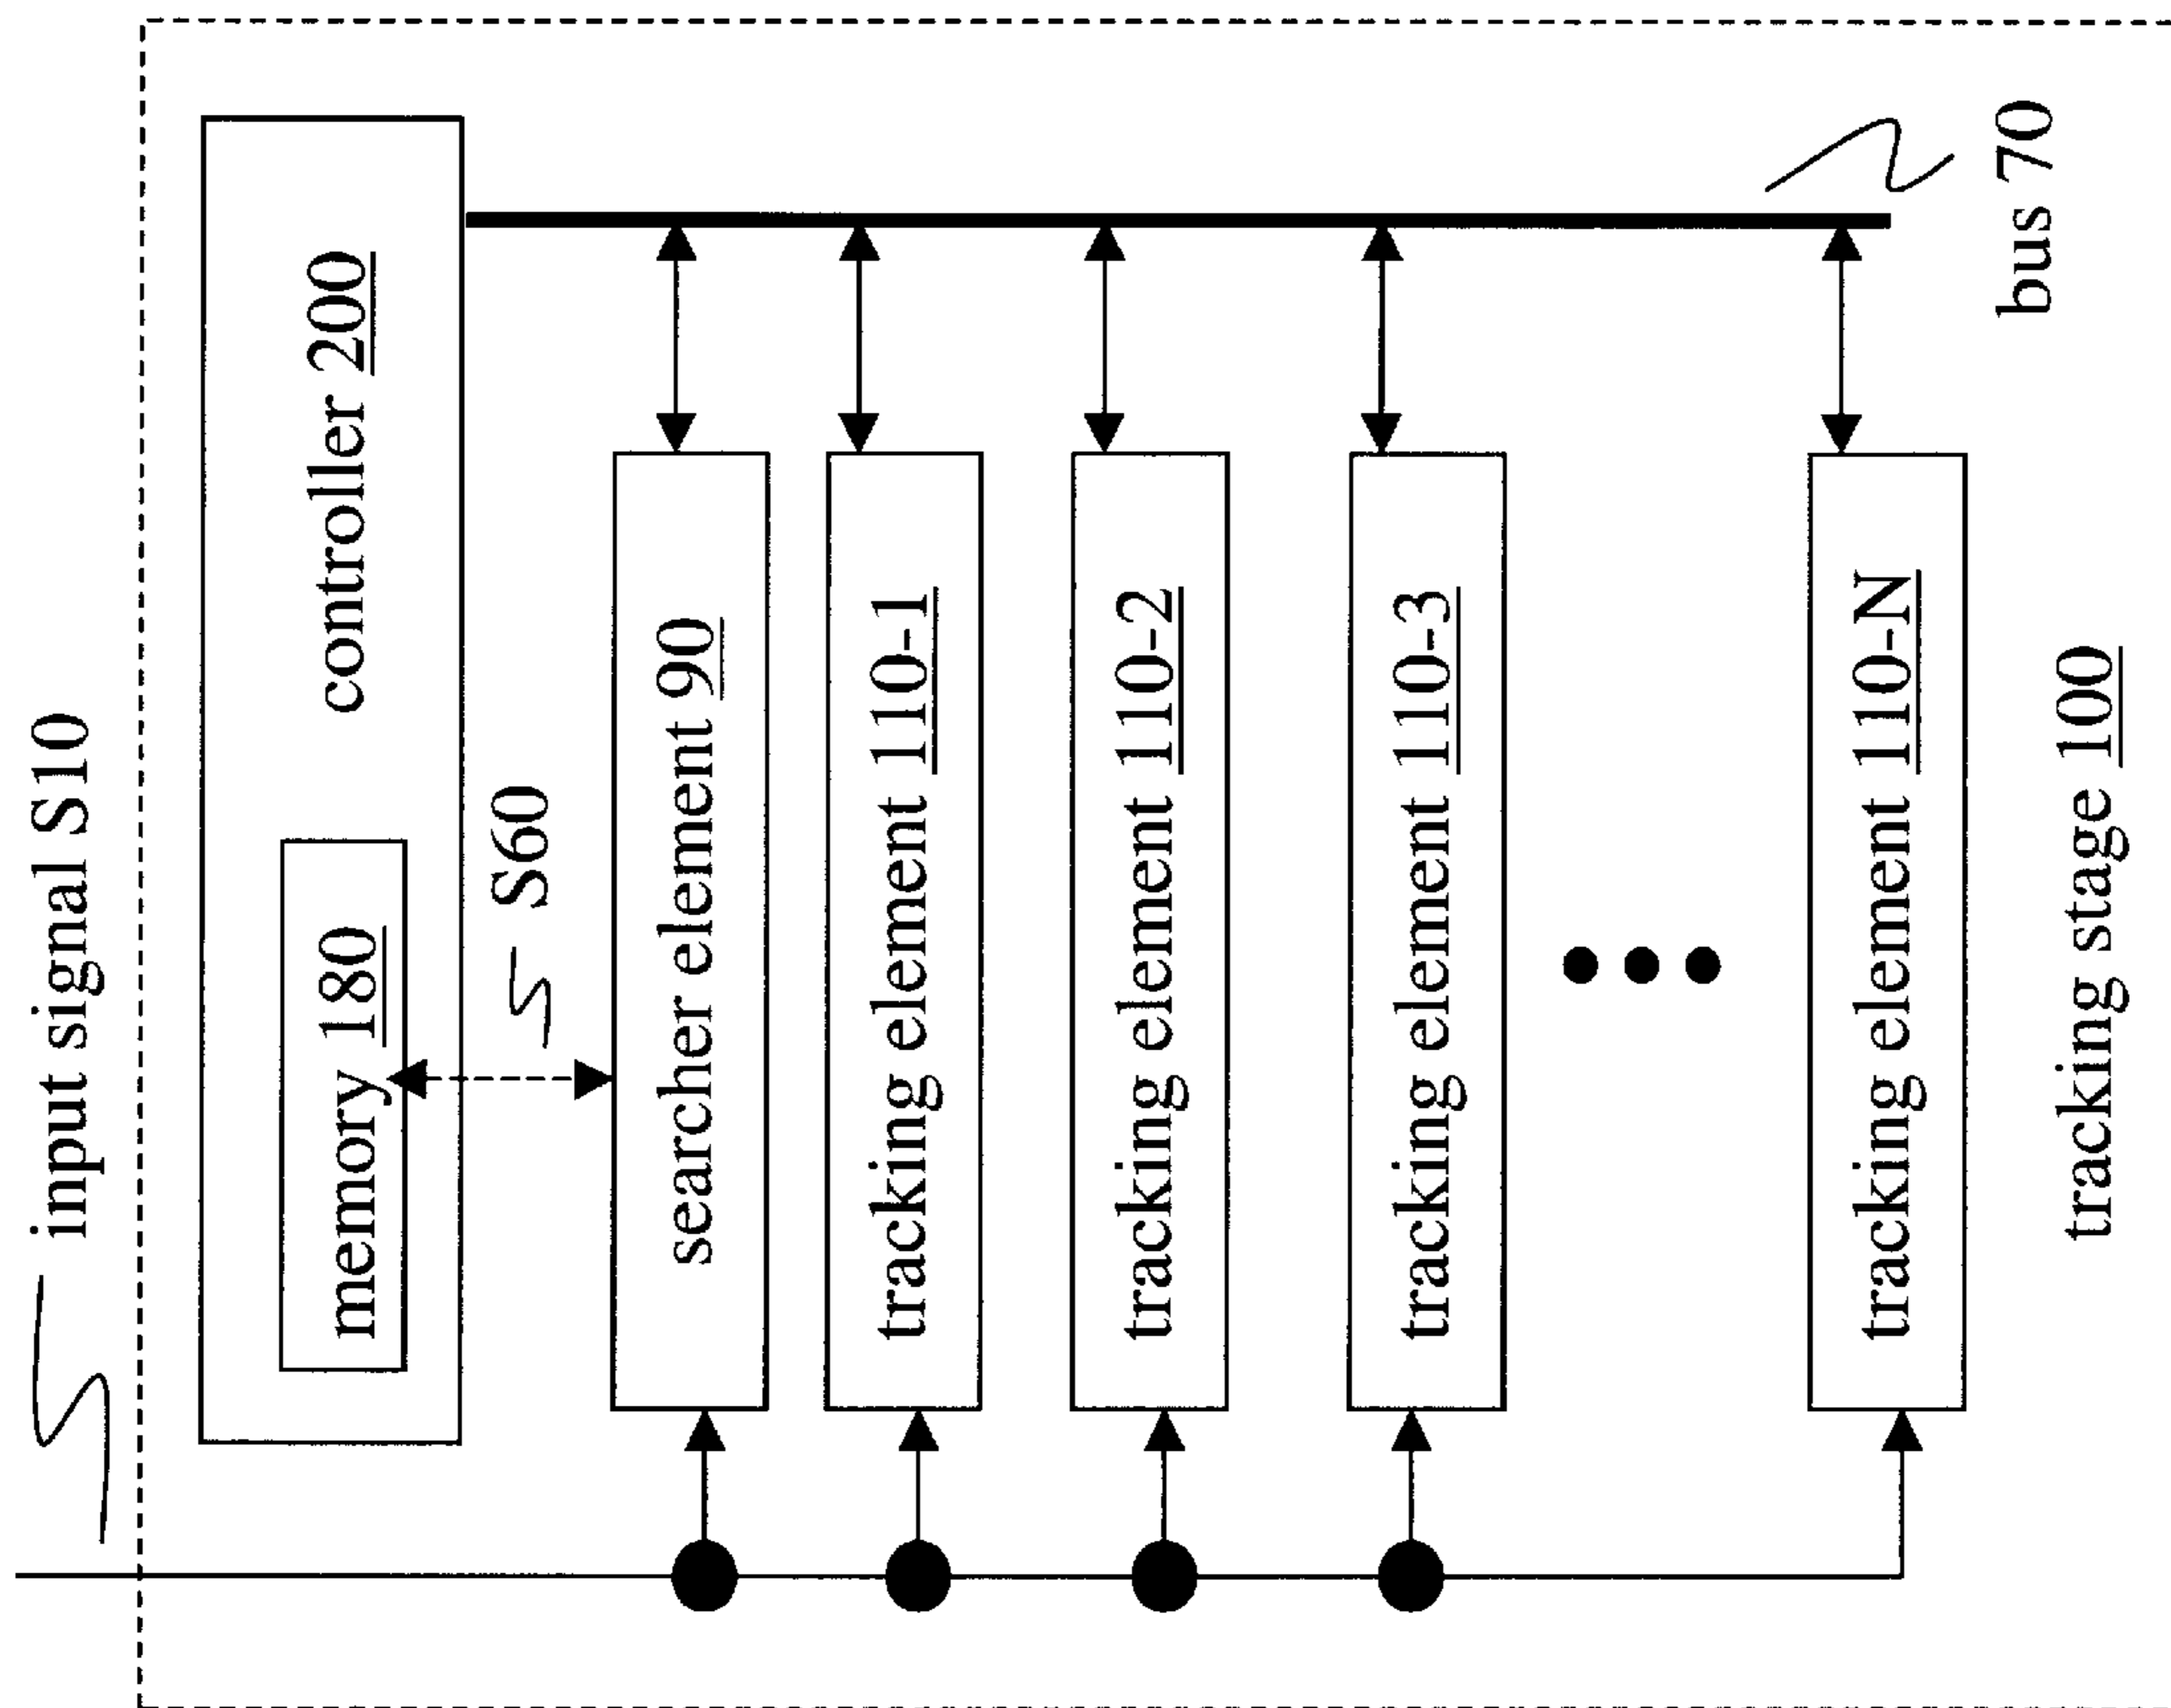 input signal S10
controller 200
memory 180
S60
searcher element 90
tracking element 110-1
tracking element 110-2
tracking element 110-3
tracking element 110-N
bus 70
tracking stage 100